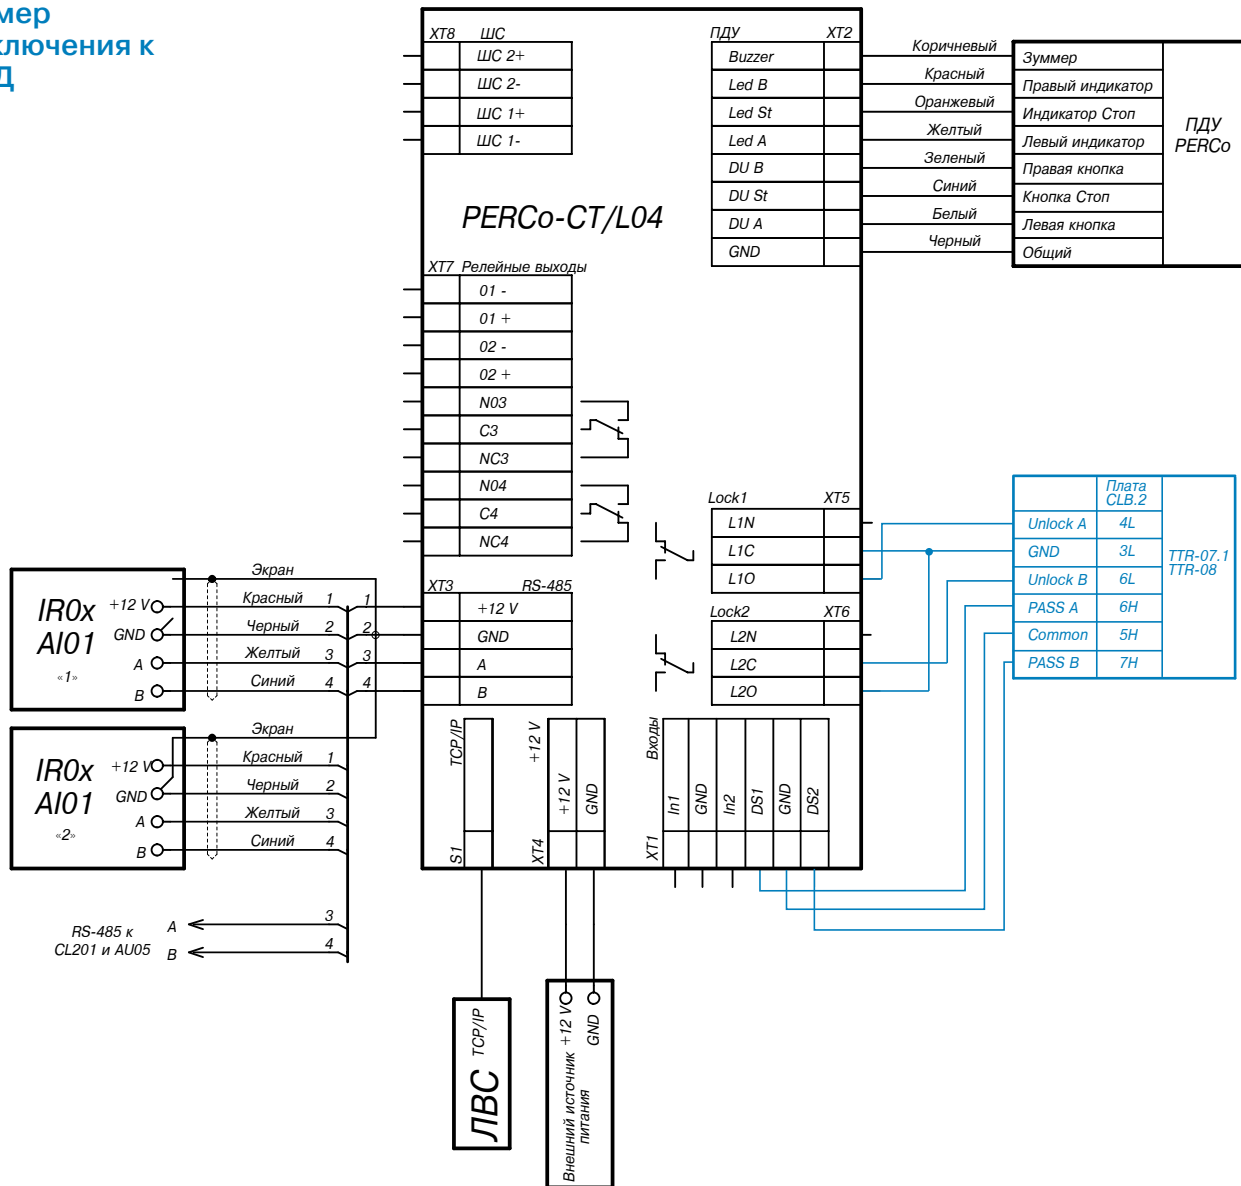 мер
ключения к
Д
XT8 ШС
ШС 2+
ШС 2-
ШС 1+
ШС 1-
ПДУ XT2
Buzzer
Led B
Led St
Led A
DU B
DU St
DU A
GND
Коричневый
Красный
Оранжевый
Желтый
Зеленый
Синий
Белый
Черный
Зуммер
Правый индикатор
Индикатор Стоп
Левый индикатор
Правая кнопка
Кнопка Стоп
Левая кнопка
Общий
ПДУ
PERCo
PERCo-CT/L04
XT7 Релейные выходы
01 -
01 +
02 -
02 +
N03
C3
NC3
N04
C4
NC4
Lock1 XT5
L1N
L1C
L1O
Lock2 XT6
L2N
L2C
L2O
Плата
CLB.2
Unlock A 4L
GND 3L
Unlock B 6L
PASS A 6H
Common 5H
PASS B 7H
TTR-07.1
TTR-08
XT3 RS-485
+12 V
GND
A
B
IR0x
AI01
«1»
+12 V
GND
A
B
Экран
Красный 1 1
Черный 2 2
Желтый 3 3
Синий 4 4
IR0x
AI01
«2»
+12 V
GND
A
B
Экран
Красный 1
Черный 2
Желтый 3
Синий 4
RS-485 к
CL201 и AU05
A 3
B 4
S1 TCP/IP
XT4 +12 V
+12 V
GND
XT1 Входы
In1
GND
In2
DS1
GND
DS2
ЛВС TCP/IP
Внешний источник
питания
+12 V
GND